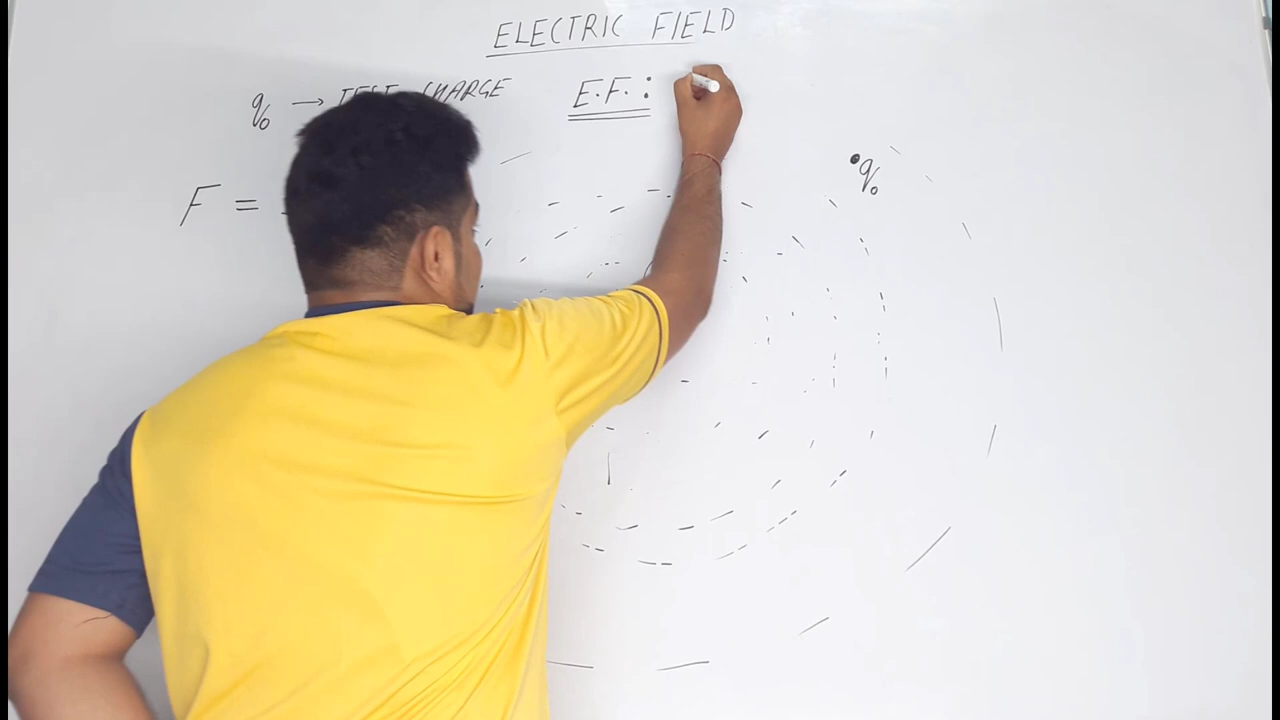 ELECTRIC FIELD
q₀ → TEST CHARGE
E.F. :
q₀
F =